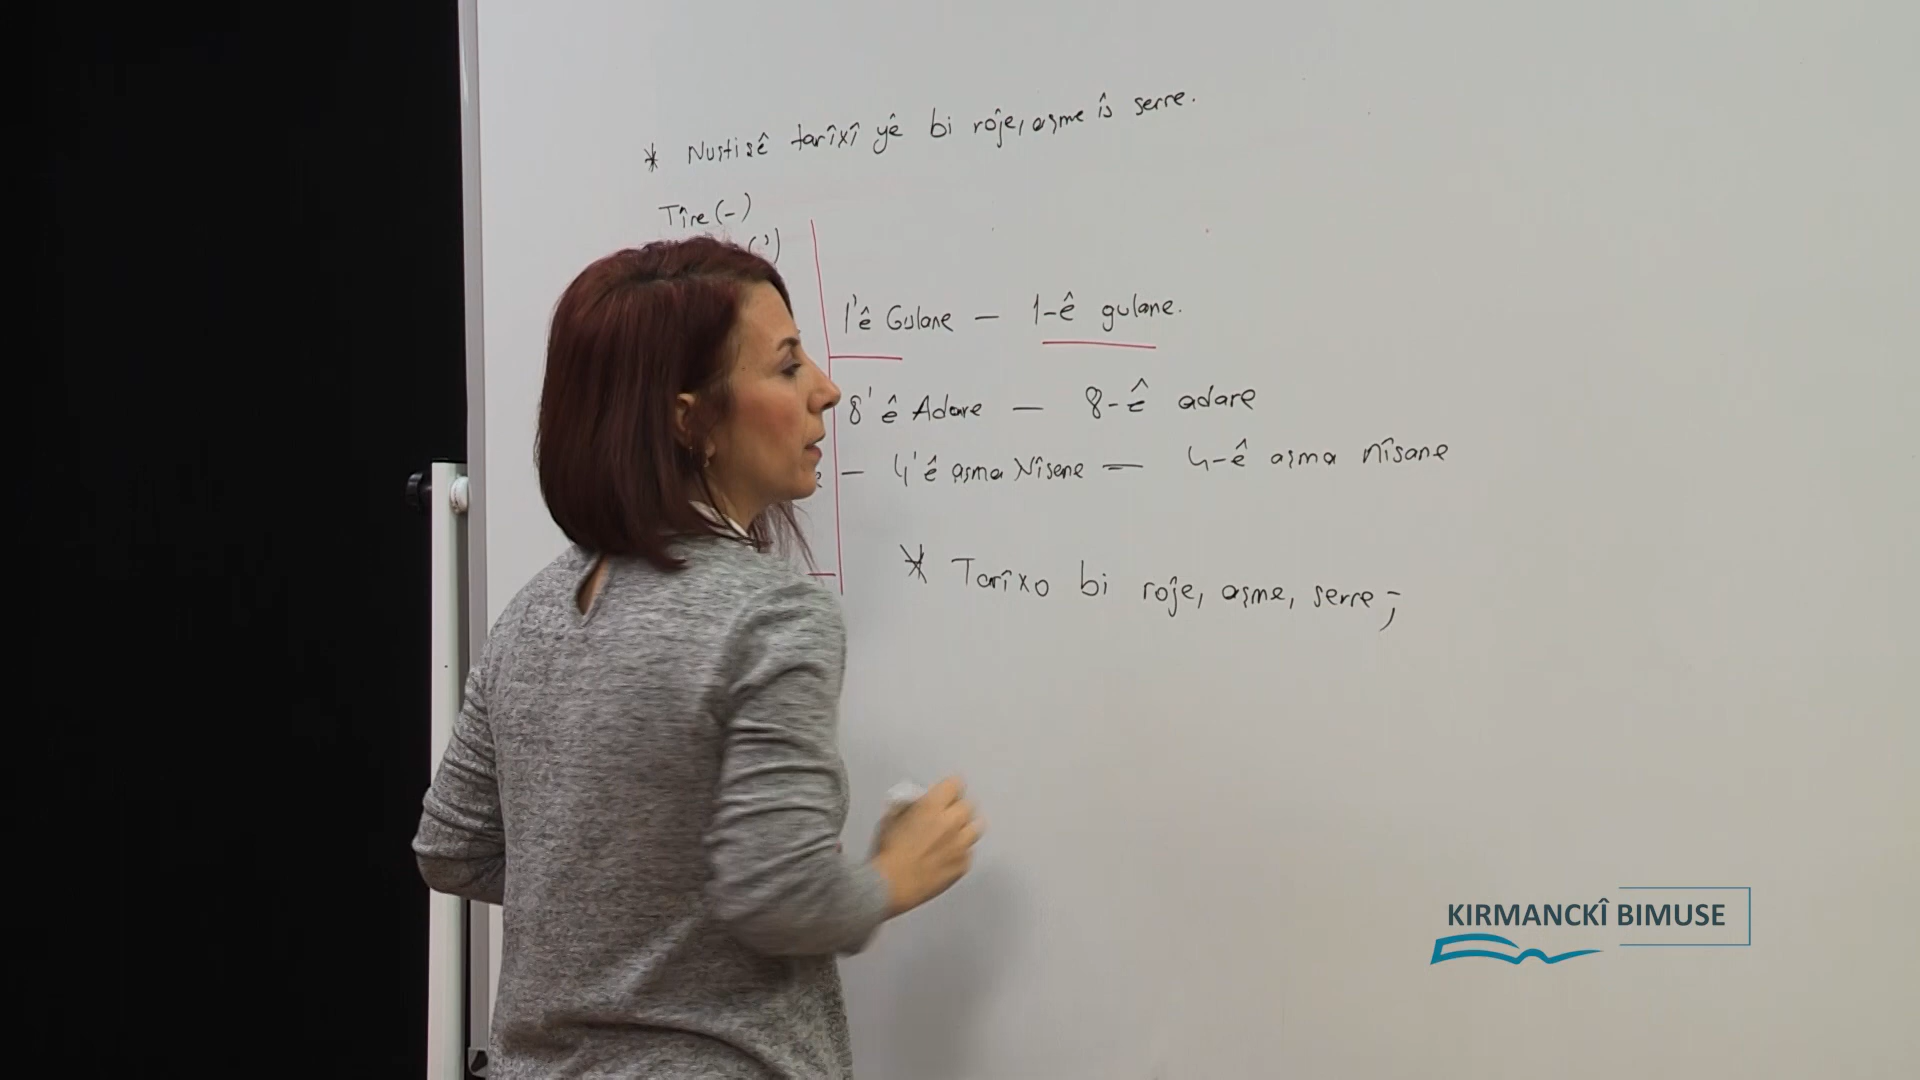 * Nuştişê tarîxî yê bi roje, aşme û serre.
Tîre (-)
(')
1'ê Gulane — 1-ê gulane.
8'ê Adare — 8-ê adare
— 4'ê aşma Nîsane — 4-ê aşma nîsane
* Tarîxo bi roje, aşme, serre;
KIRMANCKÎ BIMUSE